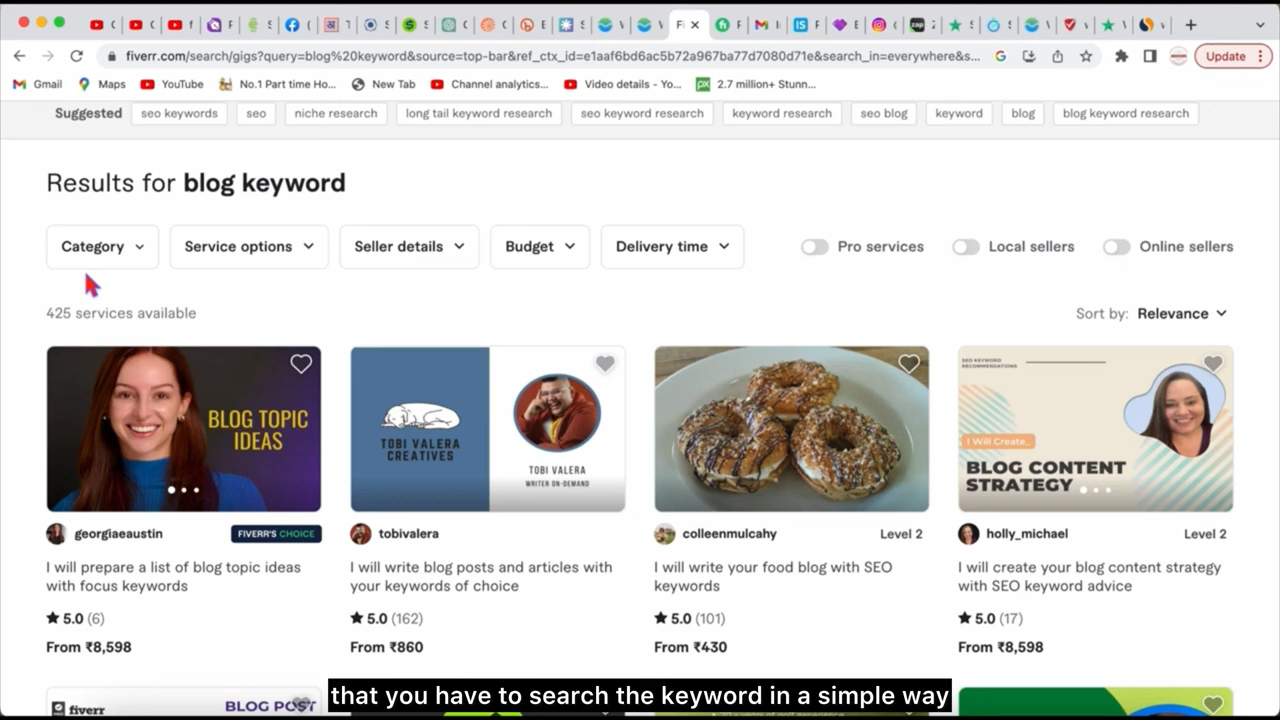 fiverr.com/search/gigs?query=blog%20keyword&source=top-bar&ref_ctx_id=e1aaf6bd6ac5b72a967ba77d7080d71e&search_in=everywhere&s...
Update
Gmail Maps YouTube No.1 Part time Ho... New Tab Channel analytics... Video details - Yo... 2.7 million+ Stunn...
Suggested seo keywords seo niche research long tail keyword research seo keyword research keyword research seo blog keyword blog blog keyword research
Results for blog keyword
Category Service options Seller details Budget Delivery time Pro services Local sellers Online sellers
425 services available Sort by: Relevance
BLOG TOPIC
IDEAS
TOBI VALERA
CREATIVES
TOBI VALERA
WRITER ON-DEMAND
SEO KEYWORD
RECOMMENDATIONS
I Will Create_
BLOG CONTENT
STRATEGY
georgiaeaustin FIVERR'S CHOICE tobivalera colleenmulcahy Level 2 holly_michael Level 2
I will prepare a list of blog topic ideas
with focus keywords
I will write blog posts and articles with
your keywords of choice
I will write your food blog with SEO
keywords
I will create your blog content strategy
with SEO keyword advice
5.0 (6) 5.0 (162) 5.0 (101) 5.0 (17)
From ₹8,598 From ₹860 From ₹430 From ₹8,598
fiverr BLOG POST
that you have to search the keyword in a simple way